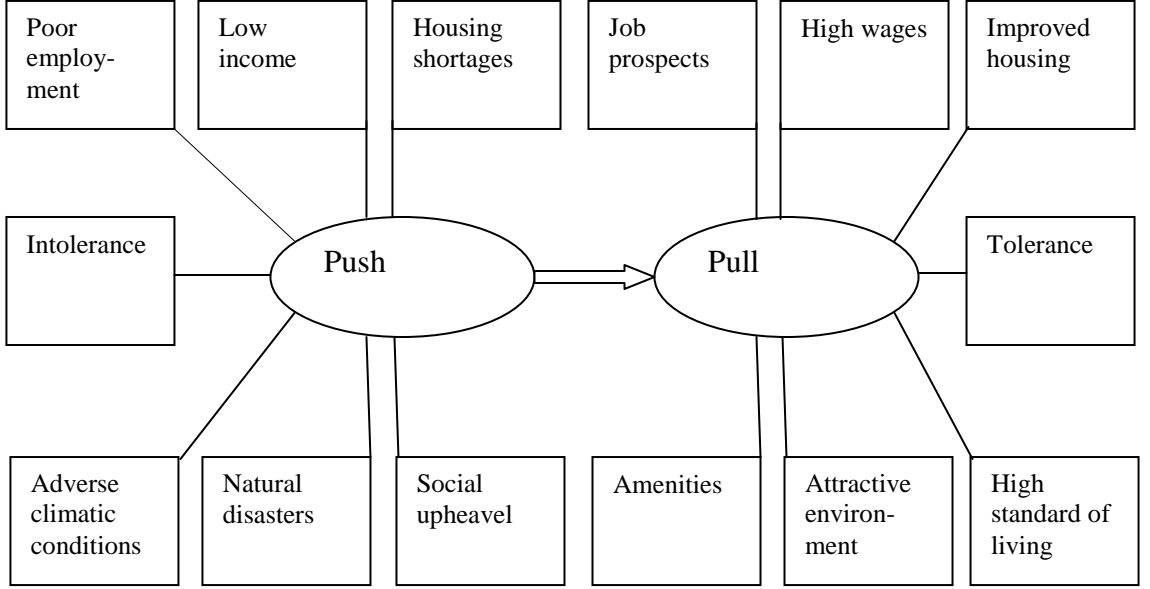 Poor
employ-
ment
Low
income
Housing
shortages
Job
prospects
High wages
Improved
housing
Intolerance
Push
Pull
Tolerance
Adverse
climatic
conditions
Natural
disasters
Social
upheavel
Amenities
Attractive
environ-
ment
High
standard of
living